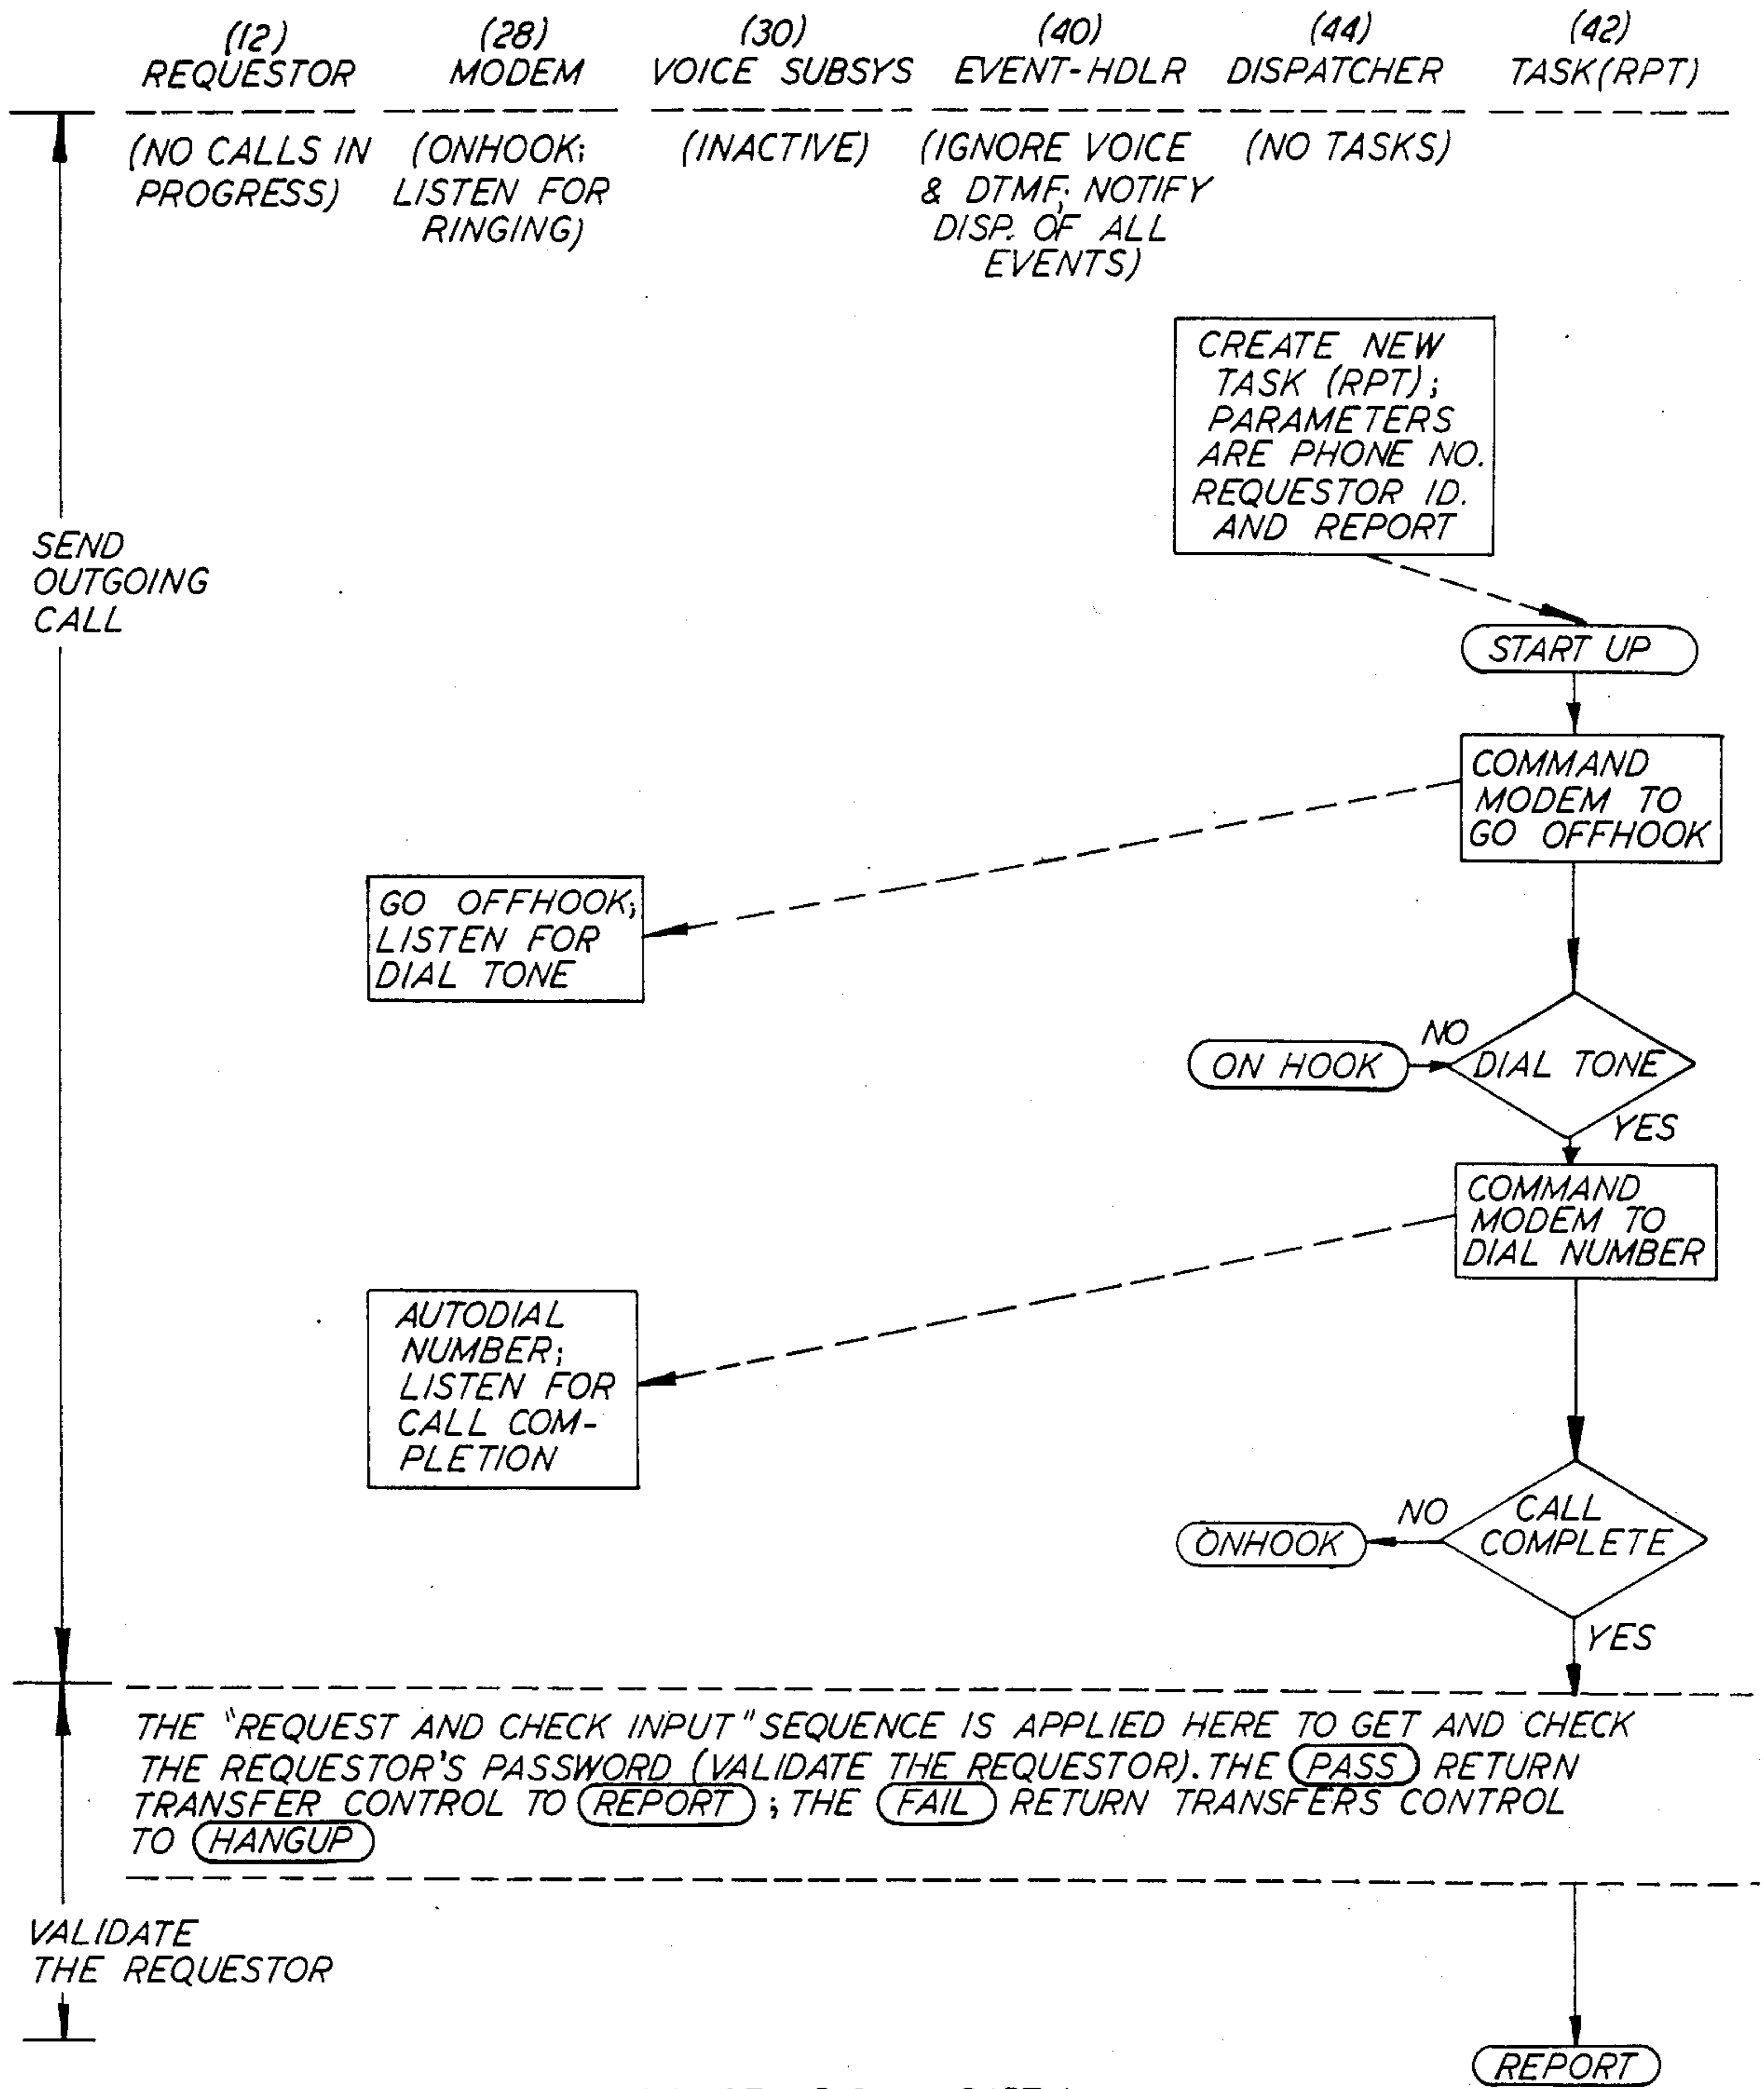 (12) (28) (30) (40) (44) (42)
REQUESTOR MODEM VOICE SUBSYS EVENT-HDLR DISPATCHER TASK(RPT)
(NO CALLS IN
PROGRESS)
(ONHOOK;
LISTEN FOR
RINGING)
(INACTIVE)
(IGNORE VOICE
& DTMF; NOTIFY
DISP. OF ALL
EVENTS)
(NO TASKS)
CREATE NEW
TASK (RPT);
PARAMETERS
ARE PHONE NO.
REQUESTOR ID.
AND REPORT
SEND
OUTGOING
CALL
START UP
COMMAND
MODEM TO
GO OFFHOOK
GO OFFHOOK;
LISTEN FOR
DIAL TONE
NO
ON HOOK
DIAL TONE
YES
COMMAND
MODEM TO
DIAL NUMBER
AUTODIAL
NUMBER;
LISTEN FOR
CALL COM-
PLETION
NO
ONHOOK
CALL
COMPLETE
YES
THE "REQUEST AND CHECK INPUT" SEQUENCE IS APPLIED HERE TO GET AND CHECK
THE REQUESTOR'S PASSWORD (VALIDATE THE REQUESTOR). THE PASS RETURN
TRANSFER CONTROL TO REPORT ; THE FAIL RETURN TRANSFERS CONTROL
TO HANGUP
VALIDATE
THE REQUESTOR
REPORT